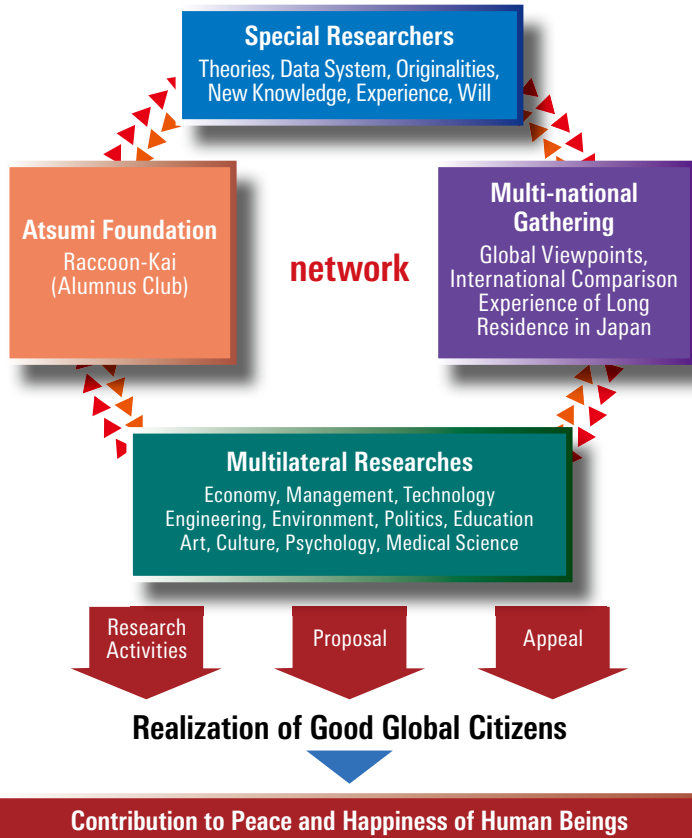 Special Researchers
Theories, Data System, Originalities,
New Knowledge, Experience, Will
Atsumi Foundation
Raccoon-Kai
(Alumnus Club)
network
Multi-national
Gathering
Global Viewpoints,
International Comparison
Experience of Long
Residence in Japan
Multilateral Researches
Economy, Management, Technology
Engineering, Environment, Politics, Education
Art, Culture, Psychology, Medical Science
Research
Activities
Proposal
Appeal
Realization of Good Global Citizens
Contribution to Peace and Happiness of Human Beings